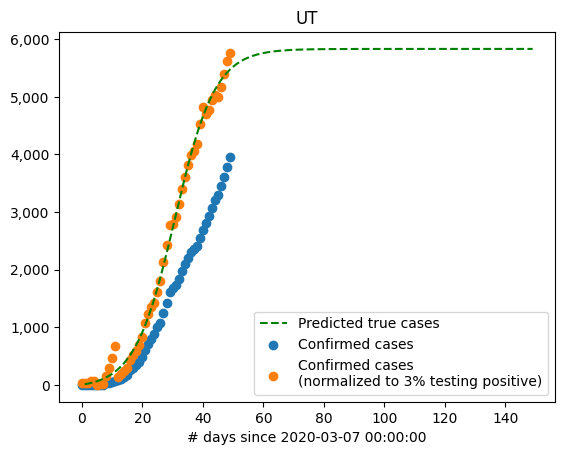 UT
6,000
5,000
4,000
3,000
2,000
1,000
0
Predicted true cases
Confirmed cases
Confirmed cases
(normalized to 3% testing positive)
0 20 40 60 80 100 120 140
# days since 2020-03-07 00:00:00